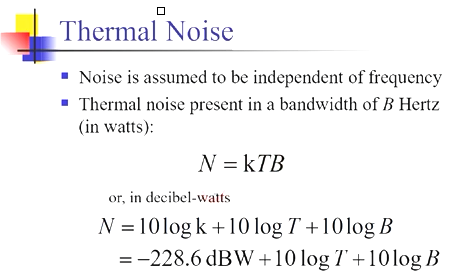 Thermal Noise
Noise is assumed to be independent of frequency
Thermal noise present in a bandwidth of B Hertz
(in watts):
N = kTB
or, in decibel-watts
N = 10 log k + 10 log T + 10 log B
= −228.6 dBW + 10 log T + 10 log B